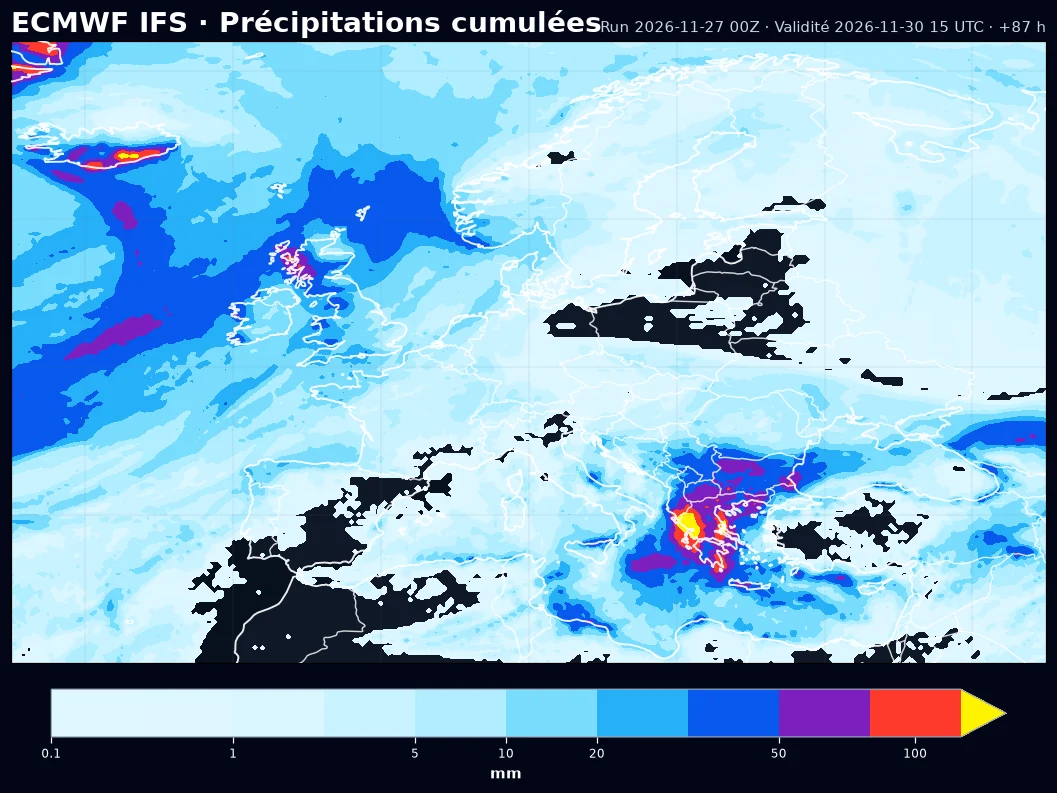 ECMWF IFS · Précipitations cumulées
Run 2026-11-27 00Z · Validité 2026-11-30 15 UTC · +87 h
0.1 1 5 10 20 50 100
mm